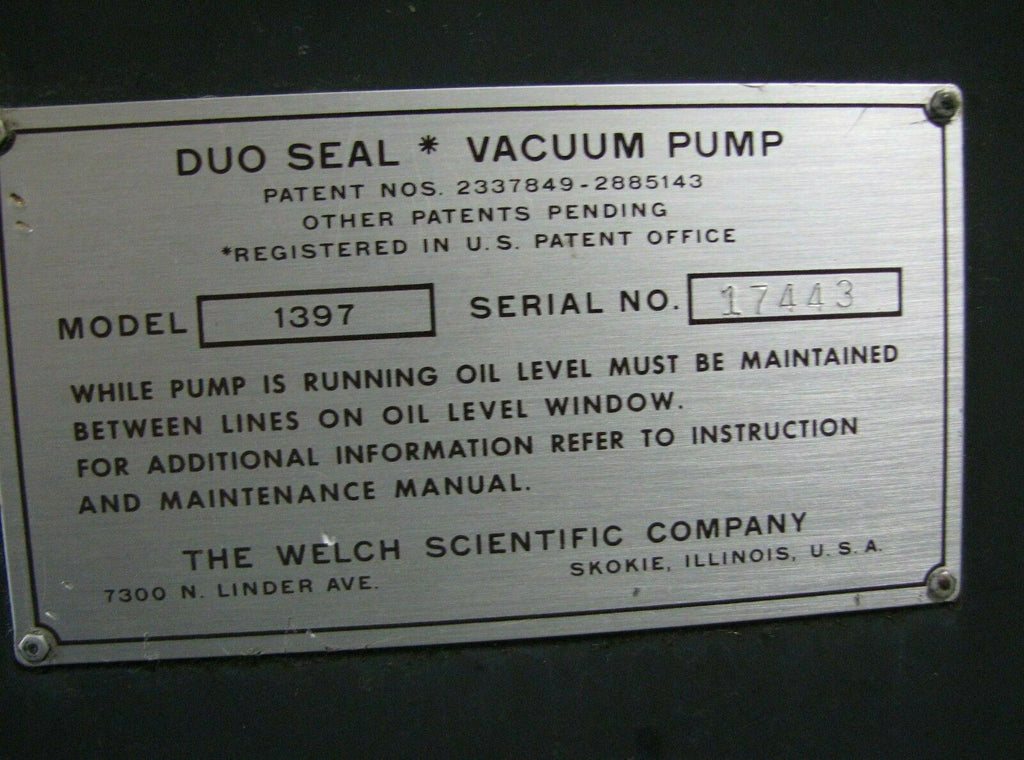 DUO SEAL * VACUUM PUMP
PATENT NOS. 2337849-2885143
OTHER PATENTS PENDING
*REGISTERED IN U.S. PATENT OFFICE
MODEL 1397 SERIAL NO. 17443
WHILE PUMP IS RUNNING OIL LEVEL MUST BE MAINTAINED
BETWEEN LINES ON OIL LEVEL WINDOW.
FOR ADDITIONAL INFORMATION REFER TO INSTRUCTION
AND MAINTENANCE MANUAL.
THE WELCH SCIENTIFIC COMPANY
7300 N. LINDER AVE. SKOKIE, ILLINOIS, U.S.A.